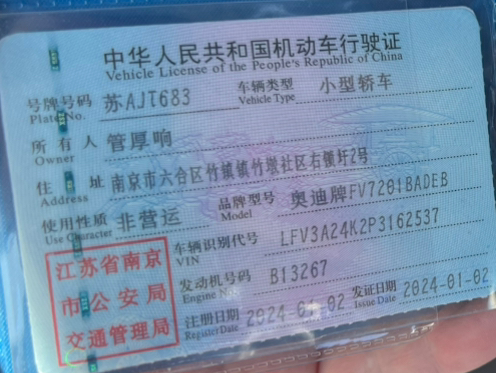 中华人民共和国机动车行驶证
Vehicle License of the People's Republic of China
号牌号码 苏AJT683 车辆类型 小型轿车
Plate No. Vehicle Type
所有人 管厚响
Owner
住址 南京市六合区竹镇镇竹墩社区右镇圩2号
Address
使用性质 非营运 品牌型号 奥迪牌FV7201BADEB
Use Character Model
车辆识别代号 LFV3A24K2P3162537
VIN
江苏省南京
市公安局
交通管理局
发动机号码 B13267
Engine No.
注册日期 2024-01-02 发证日期 2024-01-02
Register Date Issue Date